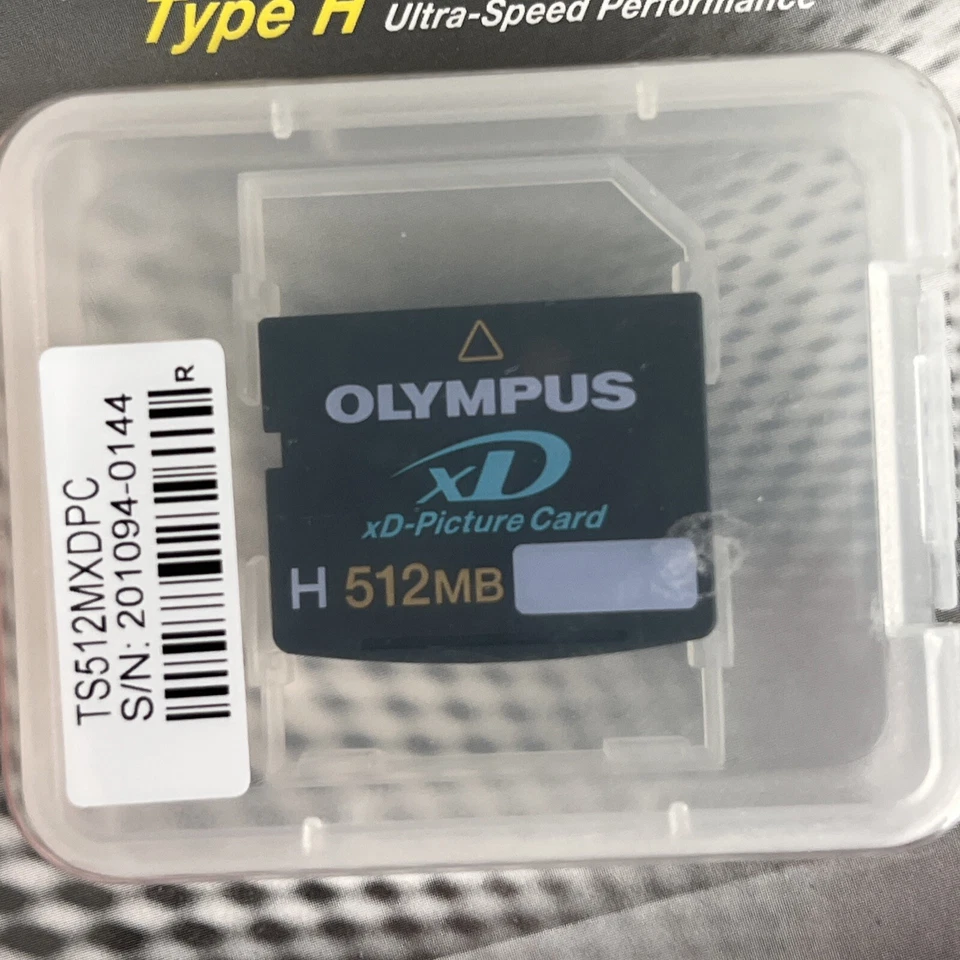 Type H Ultra-Speed Performance
OLYMPUS
xD
xD-Picture Card
H 512MB
TS512MXDPC
S/N: 201094-0144
R